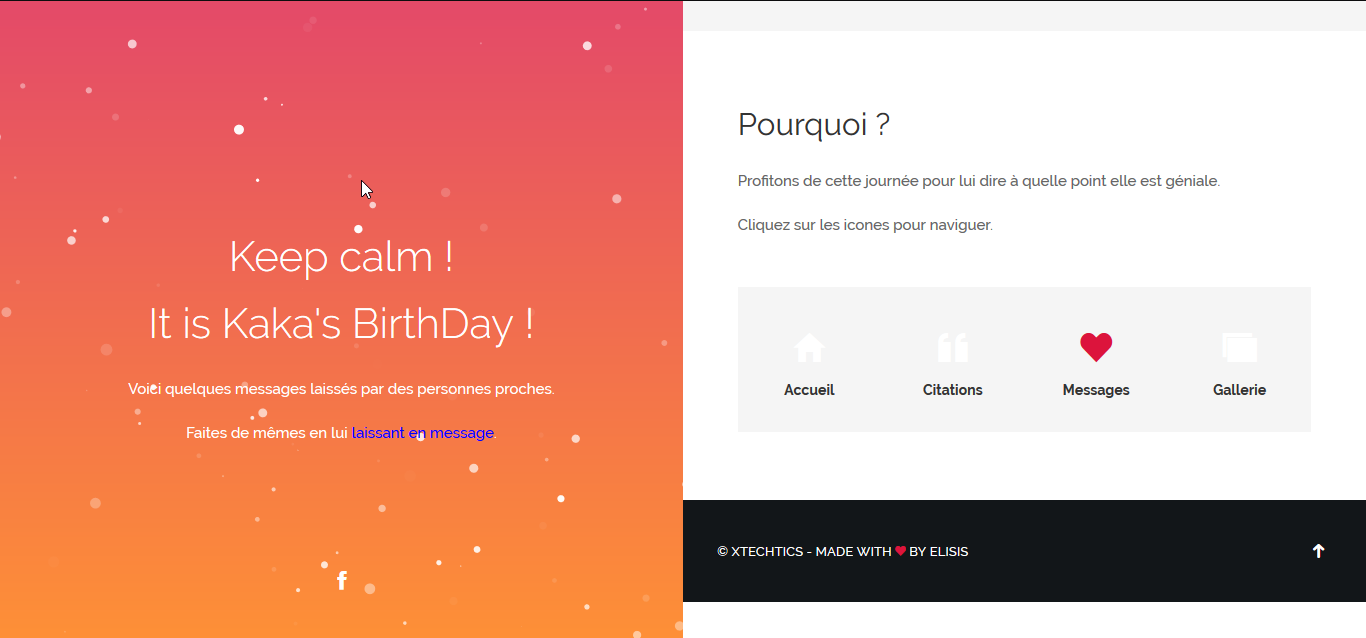 Keep calm !
It is Kaka's BirthDay !
Voici quelques messages laissés par des personnes proches.
Faites de mêmes en lui laissant en message.
f
Pourquoi ?
Profitons de cette journée pour lui dire à quelle point elle est géniale.
Cliquez sur les icones pour naviguer.
Accueil
Citations
Messages
Gallerie
© XTECHTICS - MADE WITH ♥ BY ELISIS